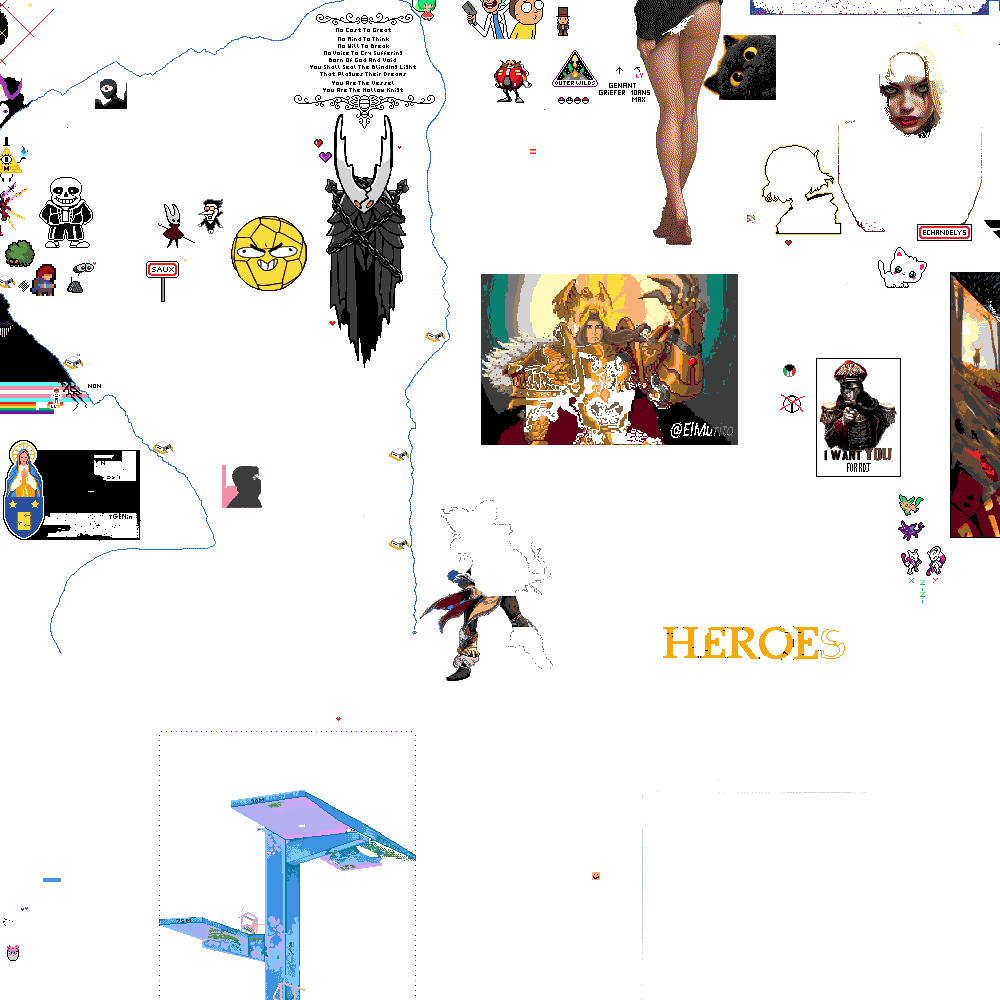 No Cost To Great
No Mind To Think
No Will To Break
No Voice To Cry Suffering
Born Of God And Void
You Shall Seal The Blinding Light
That Plagues Their Dreams
You Are The Vessel
You Are The Hollow Knigt
OUTER WILDS
GENANT
GRIEFER 10ANS
MAX
ECHANDELYS
SAUX
NON
@ElMunto
I WANT YOU
FOR RDJ
HEROES